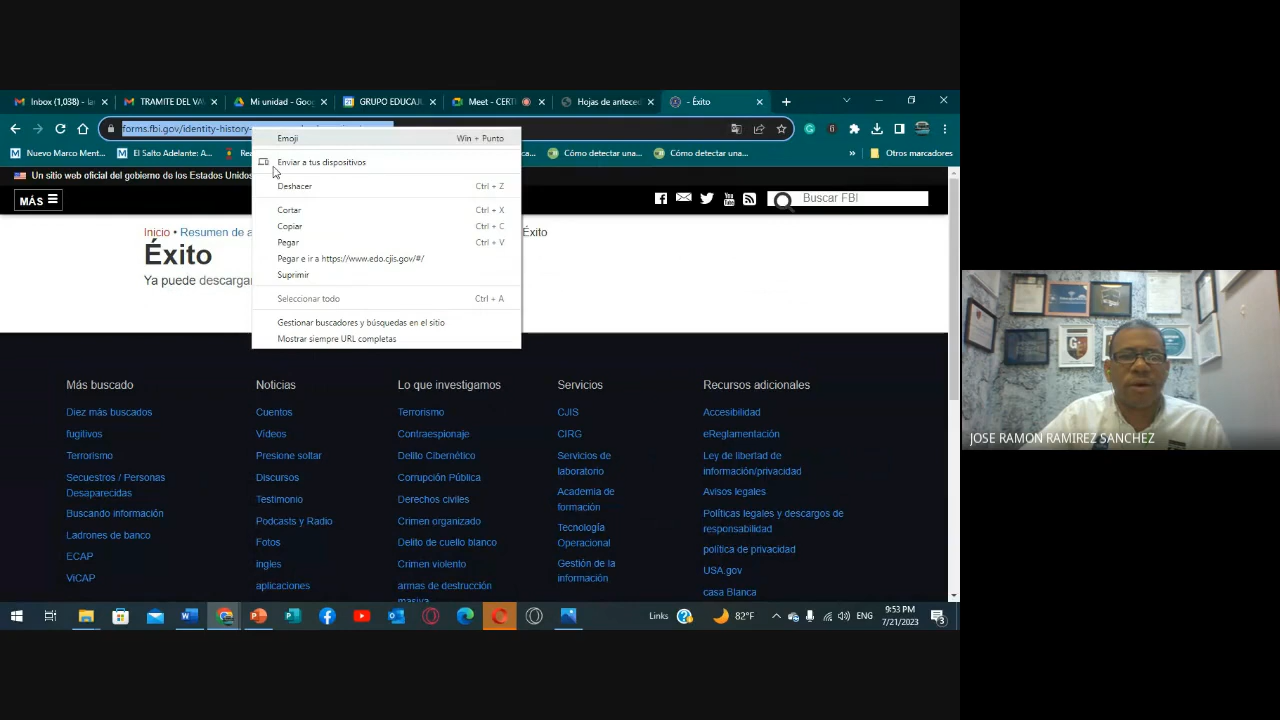 Inbox (1,038) - la
TRAMITE DEL VA
Mi unidad - Goo
GRUPO EDUCAJ
Meet - CERT
Hojas de anteced
- Éxito
forms.fbi.gov/identity-history-
Nuevo Marco Ment...
El Salto Adelante: A...
Rea
Cómo detectar una...
Cómo detectar una...
»
Otros marcadores
Un sitio web oficial del gobierno de los Estados Unidos
MÁS
Buscar FBI
Emoji Win + Punto
Enviar a tus dispositivos
Deshacer Ctrl + Z
Cortar Ctrl + X
Copiar Ctrl + C
Pegar Ctrl + V
Pegar e ir a https://www.edo.cjis.gov/#/
Suprimir
Seleccionar todo Ctrl + A
Gestionar buscadores y búsquedas en el sitio
Mostrar siempre URL completas
Inicio • Resumen de a
Éxito
Éxito
Ya puede descargar
Más buscado
Diez más buscados
fugitivos
Terrorismo
Secuestros / Personas
Desaparecidas
Buscando información
Ladrones de banco
ECAP
ViCAP
Noticias
Cuentos
Vídeos
Presione soltar
Discursos
Testimonio
Podcasts y Radio
Fotos
ingles
aplicaciones
Lo que investigamos
Terrorismo
Contraespionaje
Delito Cibernético
Corrupción Pública
Derechos civiles
Crimen organizado
Delito de cuello blanco
Crimen violento
armas de destrucción
masiva
Servicios
CJIS
CIRG
Servicios de
laboratorio
Academia de
formación
Tecnología
Operacional
Gestión de la
información
Recursos adicionales
Accesibilidad
eReglamentación
Ley de libertad de
información/privacidad
Avisos legales
Políticas legales y descargos de
responsabilidad
política de privacidad
USA.gov
casa Blanca
JOSE RAMON RAMIREZ SANCHEZ
Links
82°F
ENG
9:53 PM
7/21/2023
3